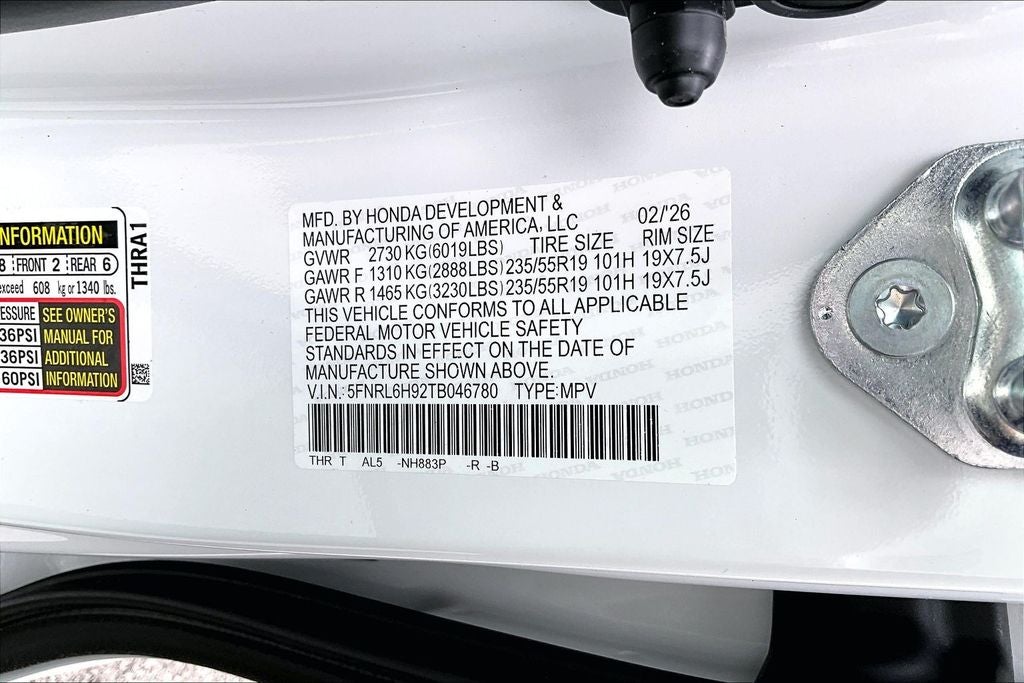 NFORMATION
8 FRONT 2 REAR 6
exceed 608 kg or 1340 lbs.
ESSURE SEE OWNER'S
36PSI MANUAL FOR
36PSI ADDITIONAL
60PSI INFORMATION
THRA1
MFD. BY HONDA DEVELOPMENT &
MANUFACTURING OF AMERICA, LLC 02/'26
GVWR 2730 KG(6019LBS) TIRE SIZE RIM SIZE
GAWR F 1310 KG(2888LBS) 235/55R19 101H 19X7.5J
GAWR R 1465 KG(3230LBS) 235/55R19 101H 19X7.5J
THIS VEHICLE CONFORMS TO ALL APPLICABLE
FEDERAL MOTOR VEHICLE SAFETY
STANDARDS IN EFFECT ON THE DATE OF
MANUFACTURE SHOWN ABOVE.
V.I.N.: 5FNRL6H92TB046780 TYPE:MPV
THR T AL5 -NH883P -R -B
HONDA HONDA